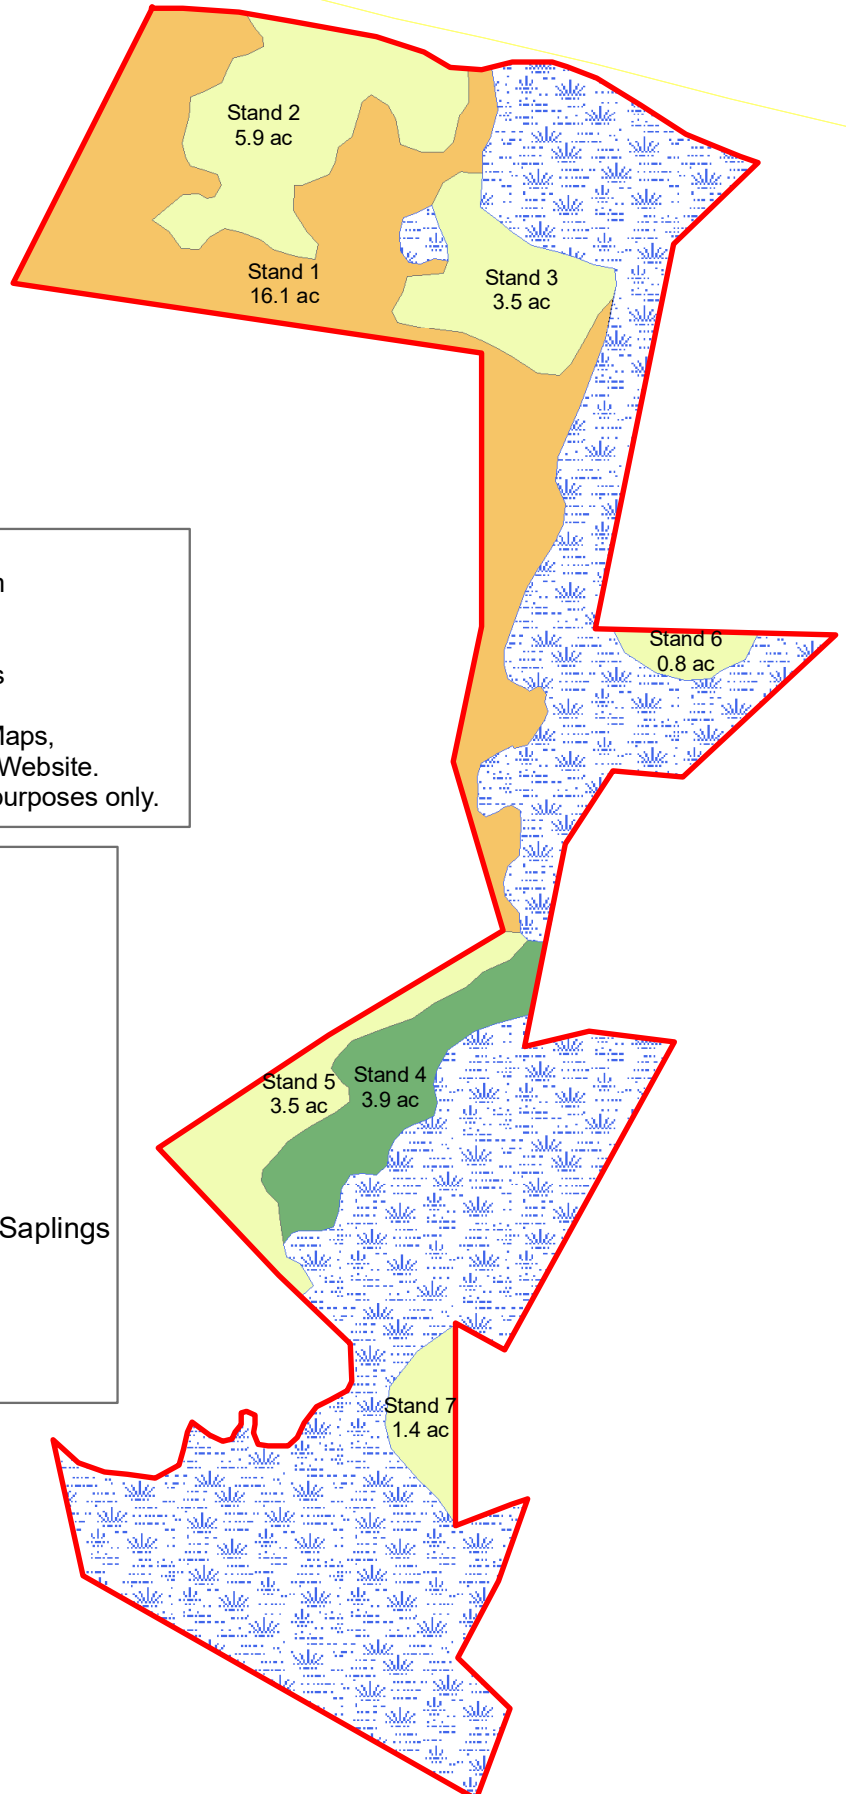 Stand 2
5.9 ac
Stand 1
16.1 ac
Stand 3
3.5 ac
Stand 6
0.8 ac
Website.
purposes only.
Stand 5
3.5 ac
Stand 4
3.9 ac
Saplings
Stand 7
1.4 ac